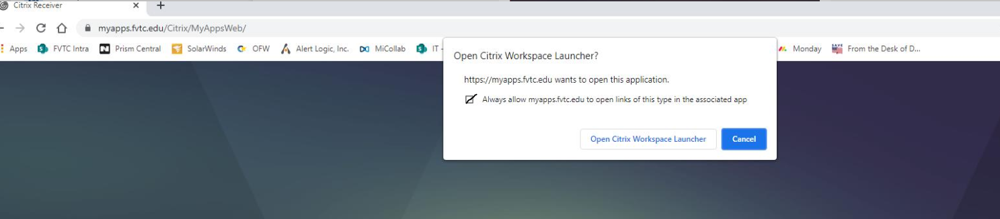 Citrix Receiver
myapps.fvtc.edu/Citrix/MyAppsWeb/
Apps FVTC Intra Prism Central SolarWinds OFW Alert Logic, Inc. MiCollab IT - Monday From the Desk of D...
Open Citrix Workspace Launcher?
https://myapps.fvtc.edu wants to open this application.
Always allow myapps.fvtc.edu to open links of this type in the associated app
Open Citrix Workspace Launcher Cancel